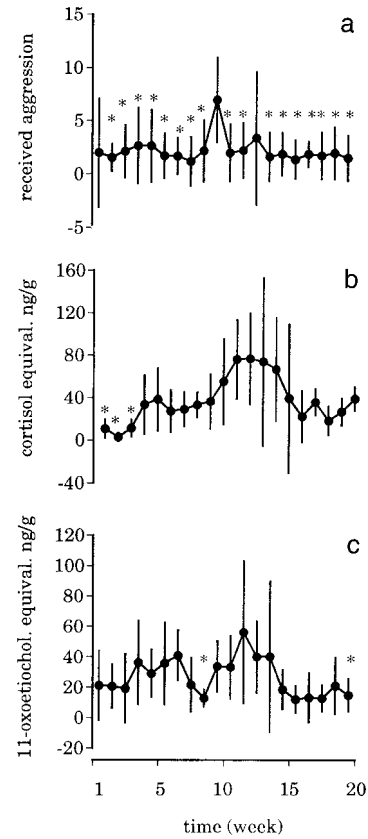 a
15
10
5
0
-5
received aggression
* * * * * * * * * * * * * * ** * *
b
160
120
80
40
0
-40
cortisol equival. ng/g
* * *
c
120
100
80
60
40
20
0
-20
11-oxoetiochol. equival. ng/g
* *
1 5 10 15 20
time (week)